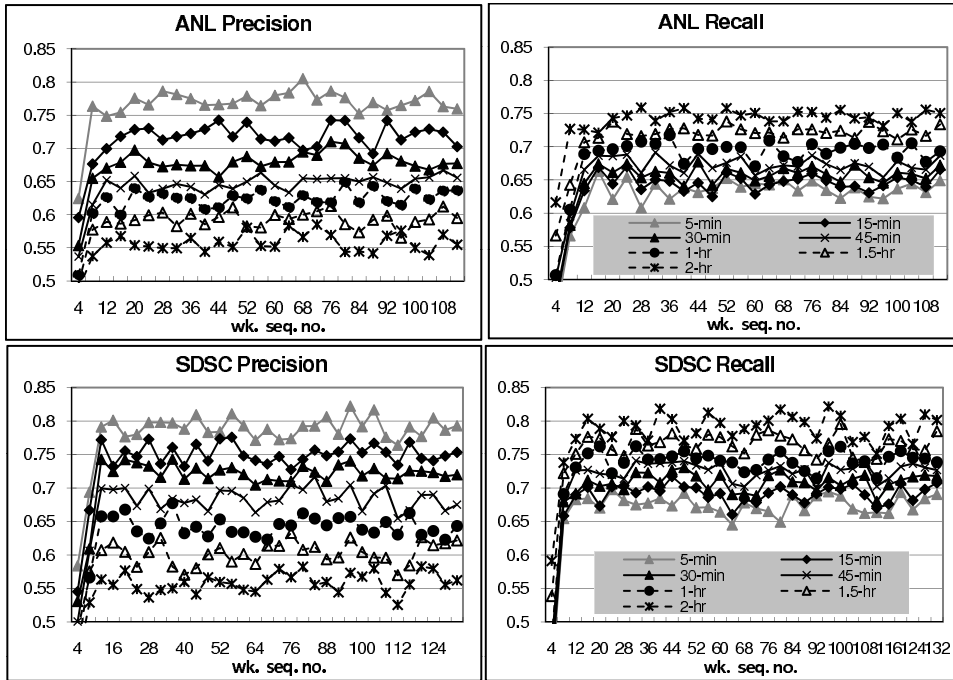 ANL Precision
0.85
0.8
0.75
0.7
0.65
0.6
0.55
0.5
4 12 20 28 36 44 52 60 68 76 84 92 100 108
wk. seq. no.
ANL Recall
0.85
0.8
0.75
0.7
0.65
0.6
0.55
0.5
5-min 15-min
30-min 45-min
1-hr 1.5-hr
2-hr
4 12 20 28 36 44 52 60 68 76 84 92 100 108
wk. seq. no.
SDSC Precision
0.85
0.8
0.75
0.7
0.65
0.6
0.55
0.5
4 16 28 40 52 64 76 88 100 112 124
wk. seq. no.
SDSC Recall
0.85
0.8
0.75
0.7
0.65
0.6
0.55
0.5
5-min 15-min
30-min 45-min
1-hr 1.5-hr
2-hr
4 12 20 28 36 44 52 60 68 76 84 92 100 108 116 124 132
wk. seq. no.